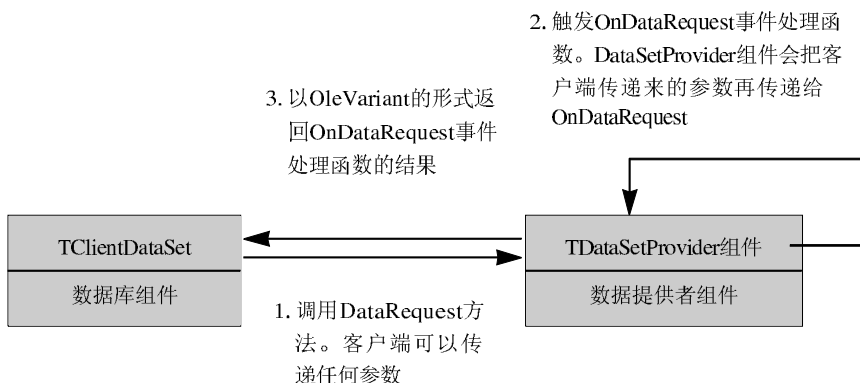 2. 触发OnDataRequest事件处理函
数。DataSetProvider组件会把客
户端传递来的参数再传递给
OnDataRequest
3. 以OleVariant的形式返
回OnDataRequest事件
处理函数的结果
TClientDataSet
数据库组件
TDataSetProvider组件
数据提供者组件
1. 调用DataRequest方
法。客户端可以传
递任何参数